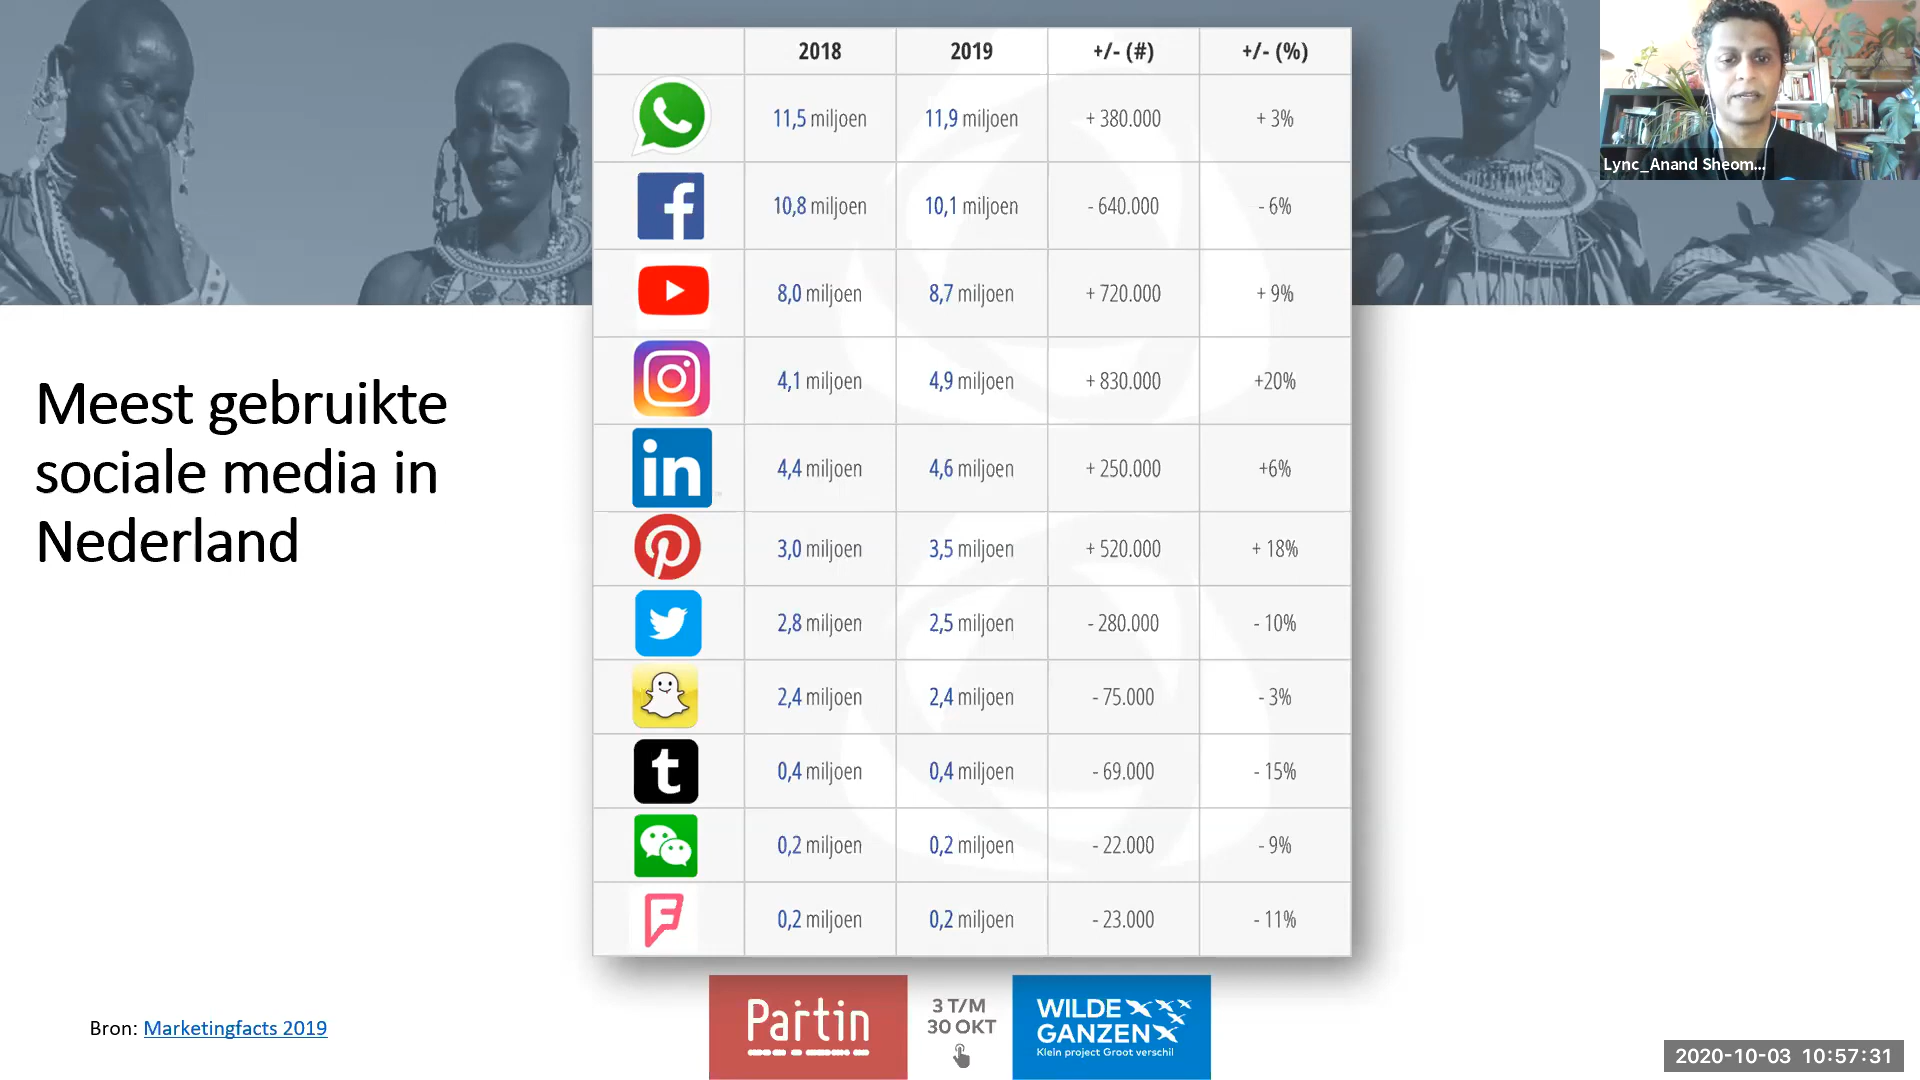 2018 2019 +/- (#) +/- (%)
11,5 miljoen 11,9 miljoen + 380.000 + 3%
10,8 miljoen 10,1 miljoen - 640.000 - 6%
8,0 miljoen 8,7 miljoen + 720.000 + 9%
4,1 miljoen 4,9 miljoen + 830.000 +20%
in 4,4 miljoen 4,6 miljoen + 250.000 +6%
3,0 miljoen 3,5 miljoen + 520.000 + 18%
2,8 miljoen 2,5 miljoen - 280.000 - 10%
2,4 miljoen 2,4 miljoen - 75.000 - 3%
0,4 miljoen 0,4 miljoen - 69.000 - 15%
0,2 miljoen 0,2 miljoen - 22.000 - 9%
0,2 miljoen 0,2 miljoen - 23.000 - 11%
Lync_Anand Sheom...
Meest gebruikte
sociale media in
Nederland
Bron: Marketingfacts 2019
Partin
3 T/M
30 OKT
WILDE
GANZEN
Klein project Groot verschil
2020-10-03 10:57:31